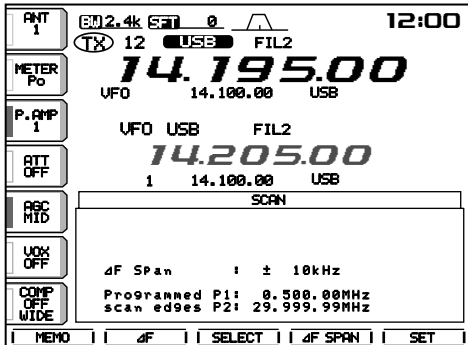 ANT 1
BW 2.4k SFT 0 12:00
TX 12 USB FIL2
METER Po
14.195.00
VFO 14.100.00 USB
P.AMP 1
VFO USB FIL2
ATT OFF
14.205.00
1 14.100.00 USB
AGC MID
SCAN
VOX OFF
⊿F Span : ± 10kHz
COMP OFF WIDE
Programmed P1: 0.500.00MHz
scan edges P2: 29.999.99MHz
MEMO ⊿F SELECT ⊿F SPAN SET